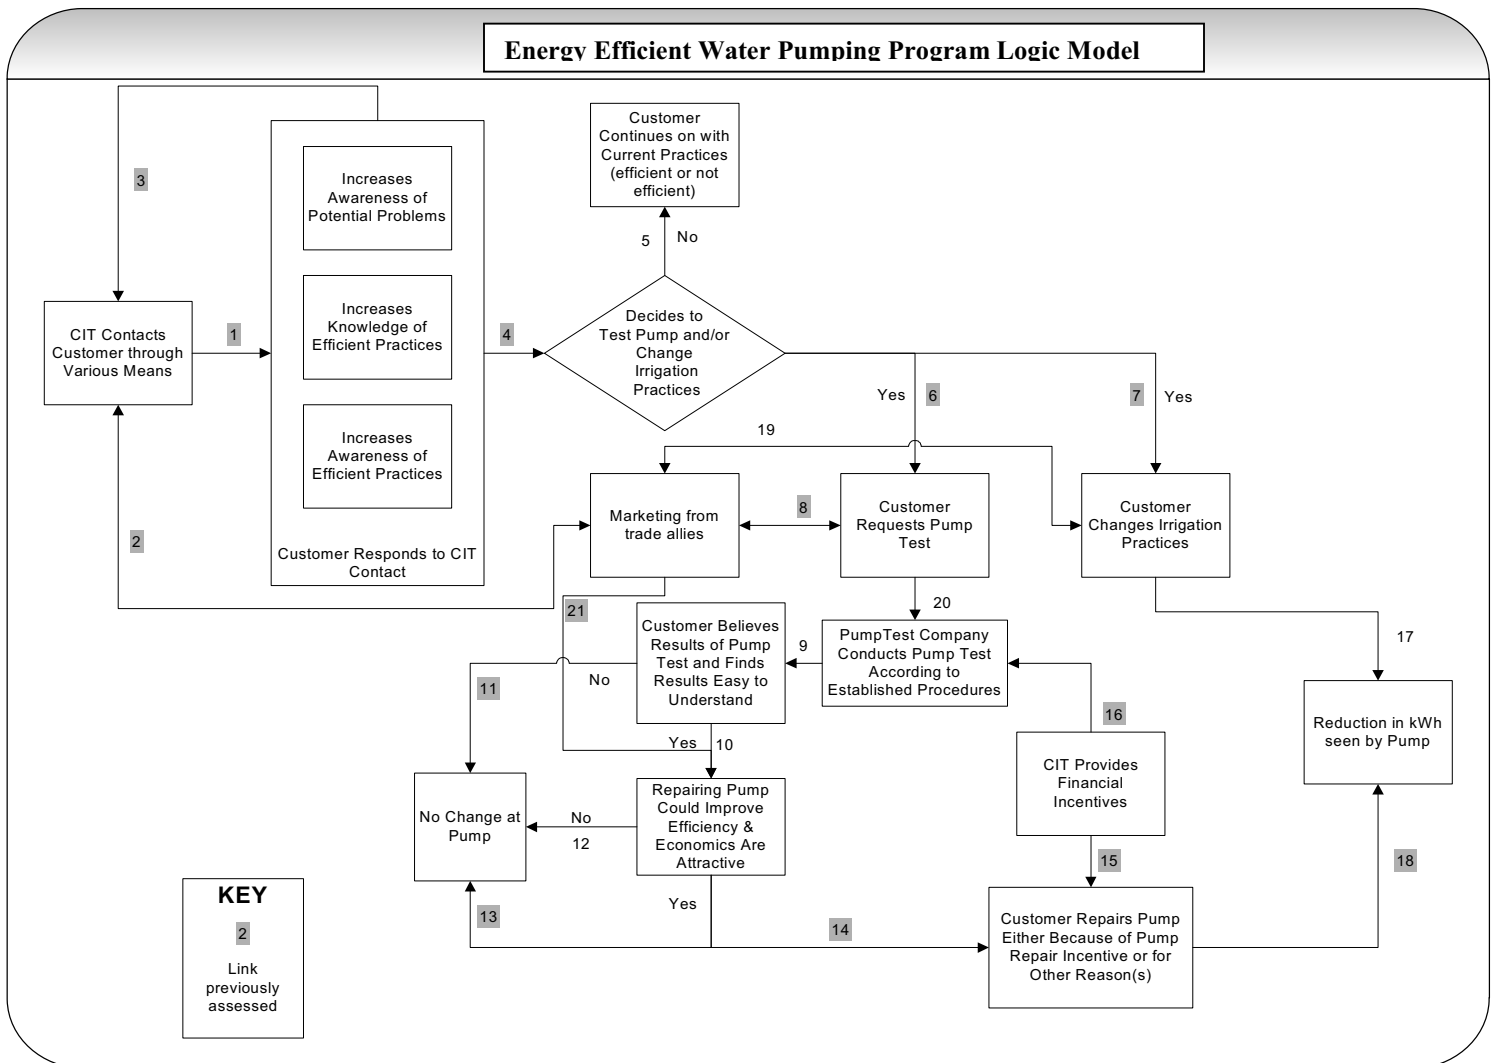 Energy Efficient Water Pumping Program Logic Model
Customer
Continues on with
Current Practices
(efficient or not
efficient)
3
Increases
Awareness of
Potential Problems
5
No
CIT Contacts
Customer through
Various Means
1
Increases
Knowledge of
Efficient Practices
4
Decides to
Test Pump and/or
Change
Irrigation
Practices
Yes
6
7
Yes
Increases
Awareness of
Efficient Practices
19
2
Customer Responds to CIT
Contact
Marketing from
trade allies
8
Customer
Requests Pump
Test
Customer
Changes Irrigation
Practices
21
20
Customer Believes
Results of Pump
Test and Finds
Results Easy to
Understand
9
PumpTest Company
Conducts Pump Test
According to
Established Procedures
17
11
No
16
Yes
10
CIT Provides
Financial
Incentives
Reduction in kWh
seen by Pump
No Change at
Pump
No
12
Repairing Pump
Could Improve
Efficiency &
Economics Are
Attractive
15
18
13
Yes
14
Customer Repairs Pump
Either Because of Pump
Repair Incentive or for
Other Reason(s)
KEY
2
Link
previously
assessed